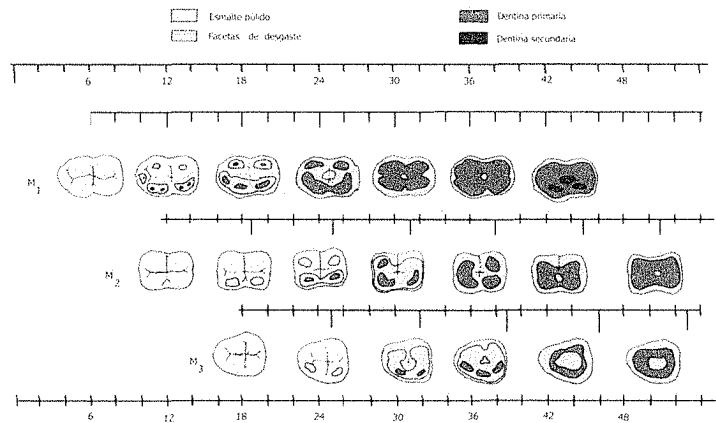 Esmalte púlido
Dentina primaria
Facetas de desgaste
Dentina secundaria
6 12 18 24 30 36 42 48
M1
M2
M3
6 12 18 24 30 36 42 48